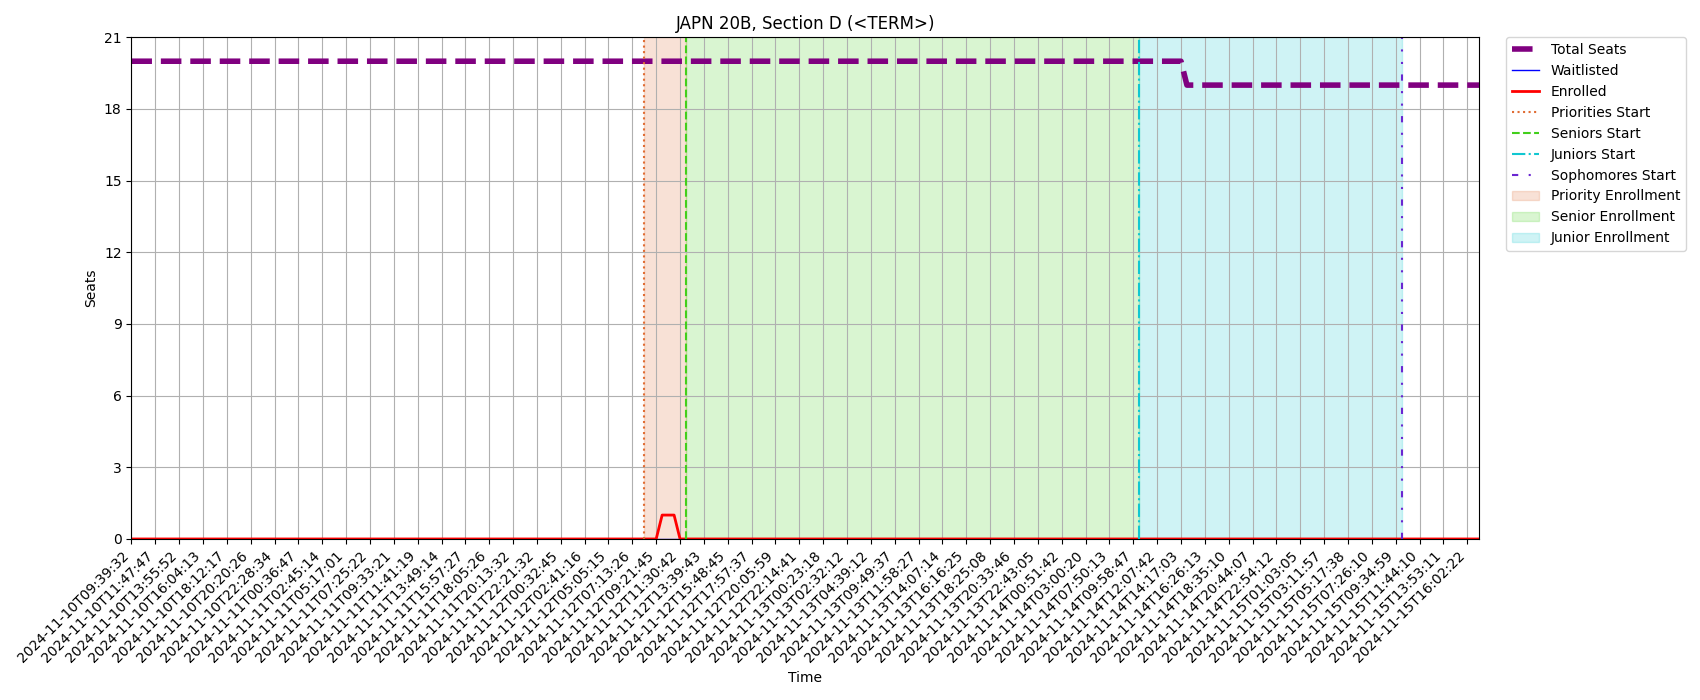 JAPN 20B, Section D (<TERM>)
21
18
15
12
9
6
3
0
Seats
2024-11-10T09:39:32
2024-11-10T11:47:47
2024-11-10T13:55:52
2024-11-10T16:04:13
2024-11-10T18:12:17
2024-11-10T20:20:26
2024-11-10T22:28:34
2024-11-11T00:36:47
2024-11-11T02:45:14
2024-11-11T05:17:01
2024-11-11T07:25:22
2024-11-11T09:33:21
2024-11-11T11:41:19
2024-11-11T13:49:14
2024-11-11T15:57:27
2024-11-11T18:05:26
2024-11-11T20:13:32
2024-11-11T22:21:32
2024-11-12T00:32:45
2024-11-12T02:41:16
2024-11-12T05:05:15
2024-11-12T07:13:26
2024-11-12T09:21:45
2024-11-12T11:30:42
2024-11-12T13:39:43
2024-11-12T15:48:45
2024-11-12T17:57:37
2024-11-12T20:05:59
2024-11-12T22:14:41
2024-11-13T00:23:18
2024-11-13T02:32:12
2024-11-13T04:39:12
2024-11-13T09:49:37
2024-11-13T11:58:27
2024-11-13T14:07:14
2024-11-13T16:16:25
2024-11-13T18:25:08
2024-11-13T20:33:46
2024-11-13T22:43:05
2024-11-14T00:51:42
2024-11-14T03:00:20
2024-11-14T07:50:13
2024-11-14T09:58:47
2024-11-14T12:07:42
2024-11-14T14:17:03
2024-11-14T16:26:13
2024-11-14T18:35:10
2024-11-14T20:44:07
2024-11-14T22:54:12
2024-11-15T01:03:05
2024-11-15T03:11:57
2024-11-15T05:17:38
2024-11-15T07:26:10
2024-11-15T09:34:59
2024-11-15T11:44:10
2024-11-15T13:53:11
2024-11-15T16:02:22
Time
Total Seats
Waitlisted
Enrolled
Priorities Start
Seniors Start
Juniors Start
Sophomores Start
Priority Enrollment
Senior Enrollment
Junior Enrollment